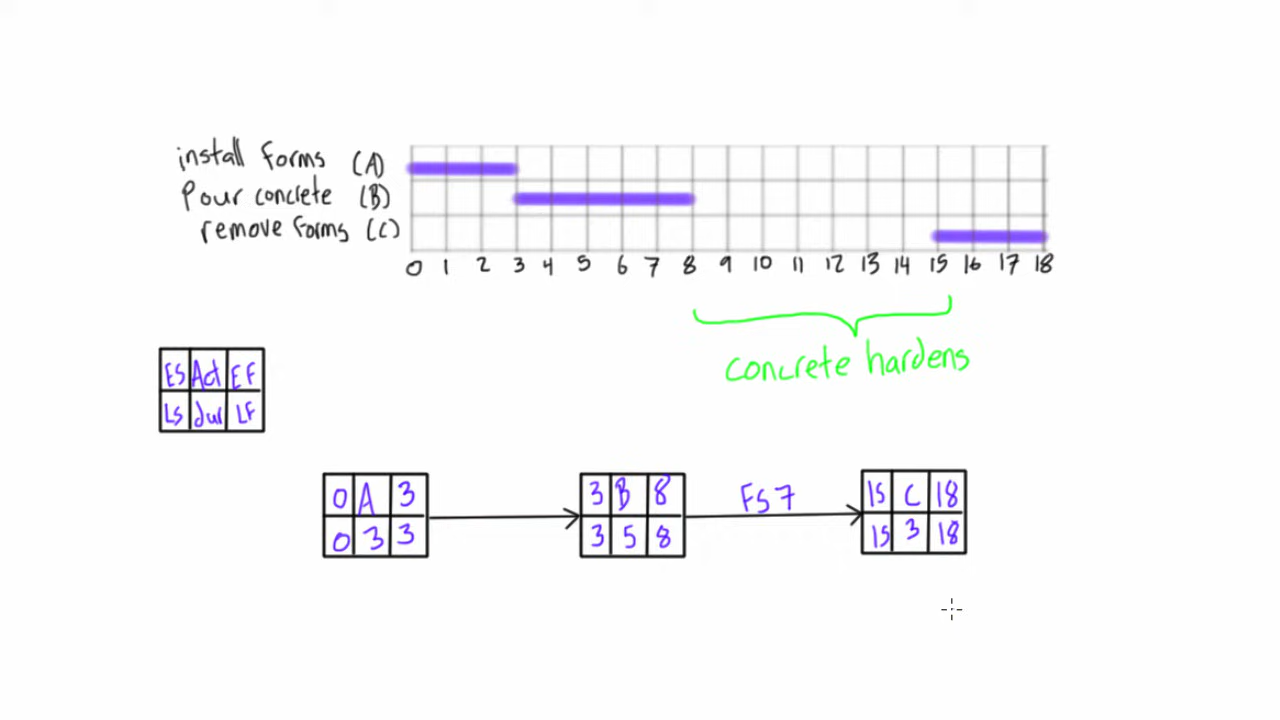 install forms (A)
Pour concrete (B)
remove forms (C)
0 1 2 3 4 5 6 7 8 9 10 11 12 13 14 15 16 17 18
concrete hardens
ES Act EF
LS dur LF
0 A 3
0 3 3
3 B 8
3 5 8
FS 7
15 C 18
15 3 18